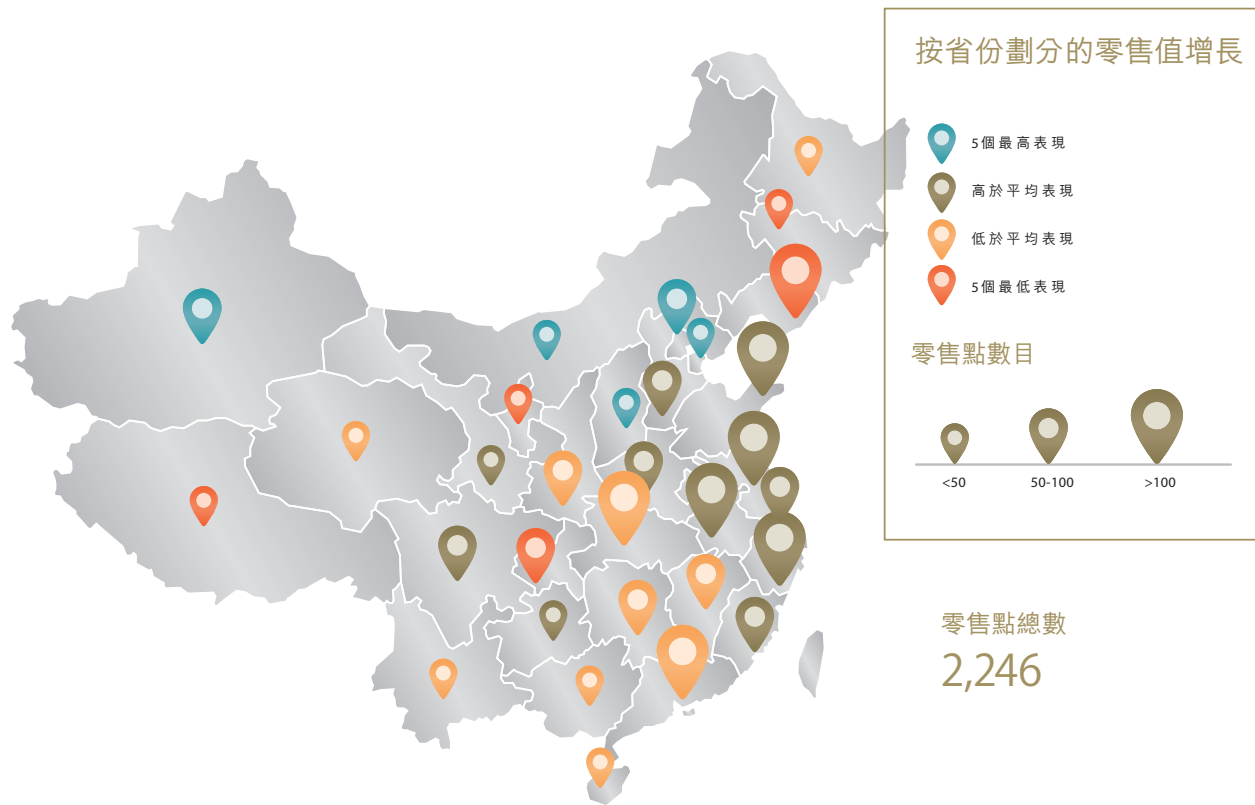 按省份劃分的零售值增長
5個最高表現
高於平均表現
低於平均表現
5個最低表現
零售點數目
<50
50-100
>100
零售點總數
2,246